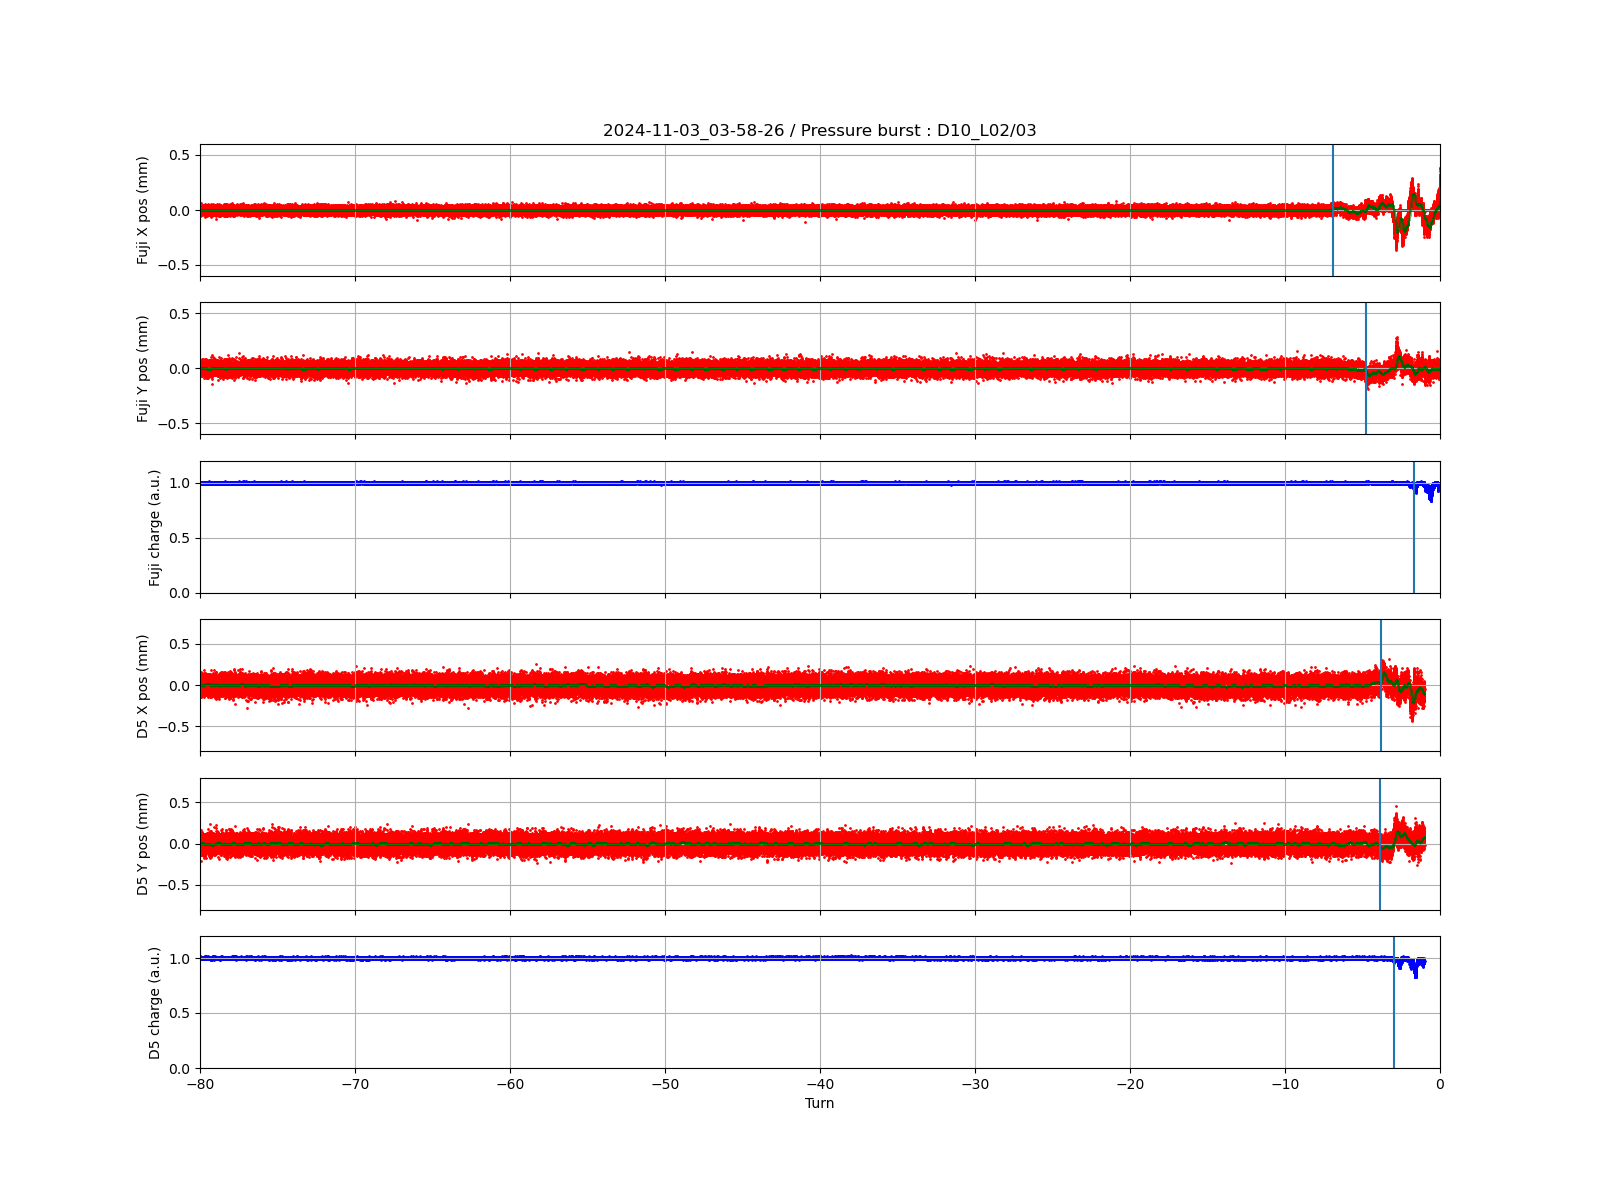 2024-11-03_03-58-26 / Pressure burst : D10_L02/03
Fuji X pos (mm)
0.5
0.0
−0.5
Fuji Y pos (mm)
0.5
0.0
−0.5
Fuji charge (a.u.)
1.0
0.5
0.0
D5 X pos (mm)
0.5
0.0
−0.5
D5 Y pos (mm)
0.5
0.0
−0.5
D5 charge (a.u.)
1.0
0.5
0.0
−80 −70 −60 −50 −40 −30 −20 −10 0
Turn